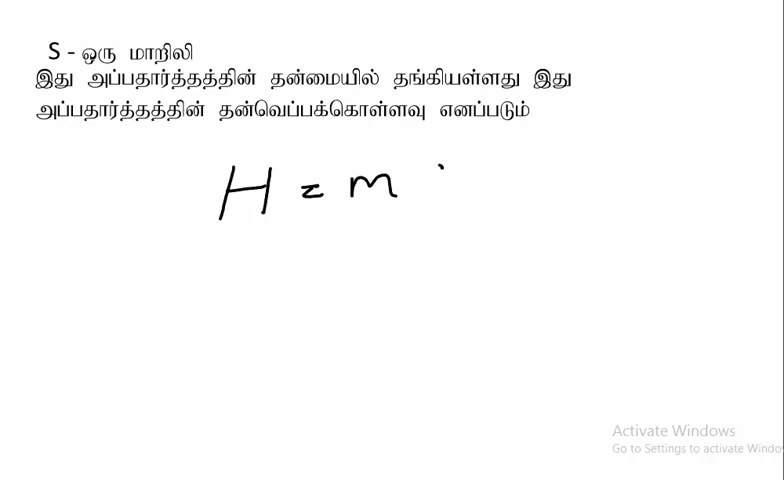 S - ஒரு மாறிலி
இது அப்பதார்த்தத்தின் தன்மையில் தங்கியள்ளது இது
அப்பதார்த்தத்தின் தன்வெப்பக்கொள்ளவு எனப்படும்
H = m
Activate Windows
Go to Settings to activate Windo